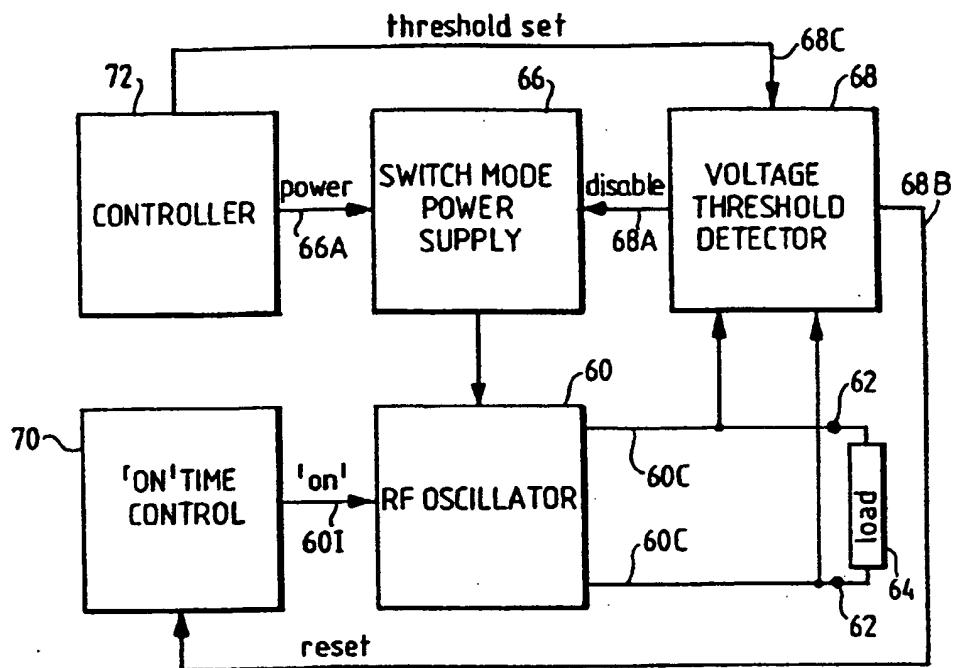 threshold set
68C
72
66
68
CONTROLLER
power
66A
SWITCH MODE
POWER
SUPPLY
disable
68A
VOLTAGE
THRESHOLD
DETECTOR
68B
60
62
70
'ON' TIME
CONTROL
'on'
60I
RF OSCILLATOR
60C
60C
load
64
62
reset